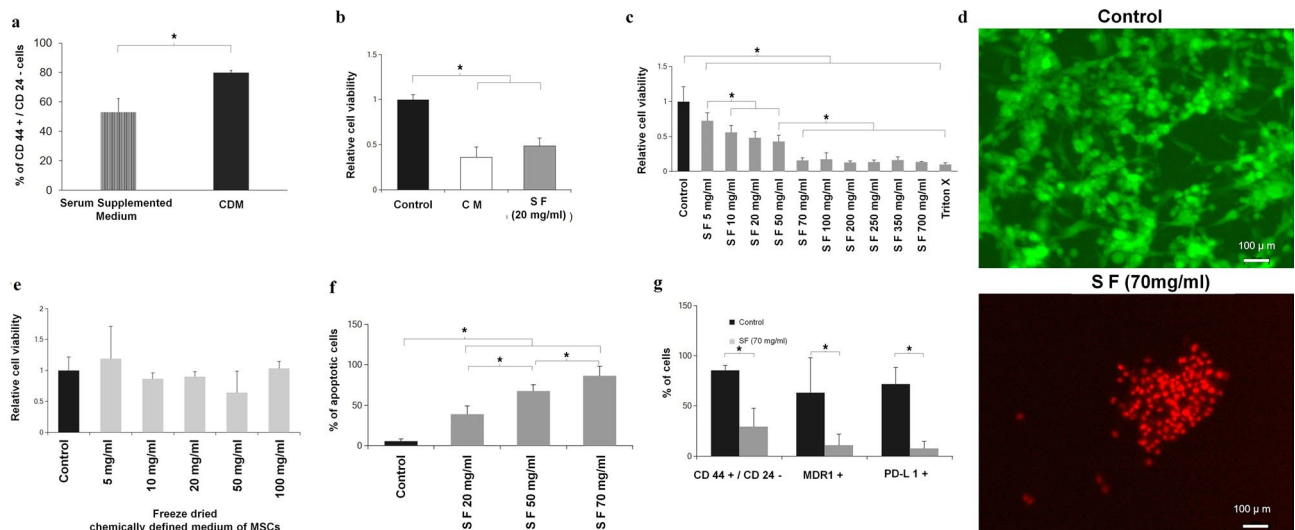 a
% of CD 44 + / CD 24 - cells
100
80
60
40
20
0
*
Serum Supplemented
Medium
CDM
b
Relative cell viability
1.5
1
0.5
0
*
Control
C M
S F
(20 mg/ml )
c
Relative cell viability
1.5
1
0.5
0
*
*
*
Control
S F 5 mg/ml
S F 10 mg/ml
S F 20 mg/ml
S F 50 mg/ml
S F 70 mg/ml
S F 100 mg/ml
S F 200 mg/ml
S F 250 mg/ml
S F 350 mg/ml
S F 700 mg/ml
Triton X
d
Control
100 µ m
S F (70mg/ml)
100 µ m
e
Relative cell viability
2
1.5
1
0.5
0
Control
5 mg/ml
10 mg/ml
20 mg/ml
50 mg/ml
100 mg/ml
Freeze dried
chemically defined medium of MSCs
f
% of apoptotic cells
150
100
50
0
*
*
*
Control
S F 20 mg/ml
S F 50 mg/ml
S F 70 mg/ml
g
% of cells
150
100
50
0
Control
SF (70 mg/ml)
*
*
*
CD 44 + / CD 24 -
MDR1 +
PD-L 1 +